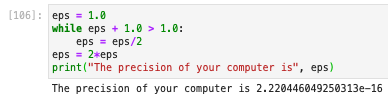 [106]: eps = 1.0
while eps + 1.0 > 1.0:
    eps = eps/2
eps = 2*eps
print("The precision of your computer is", eps)
The precision of your computer is 2.220446049250313e-16